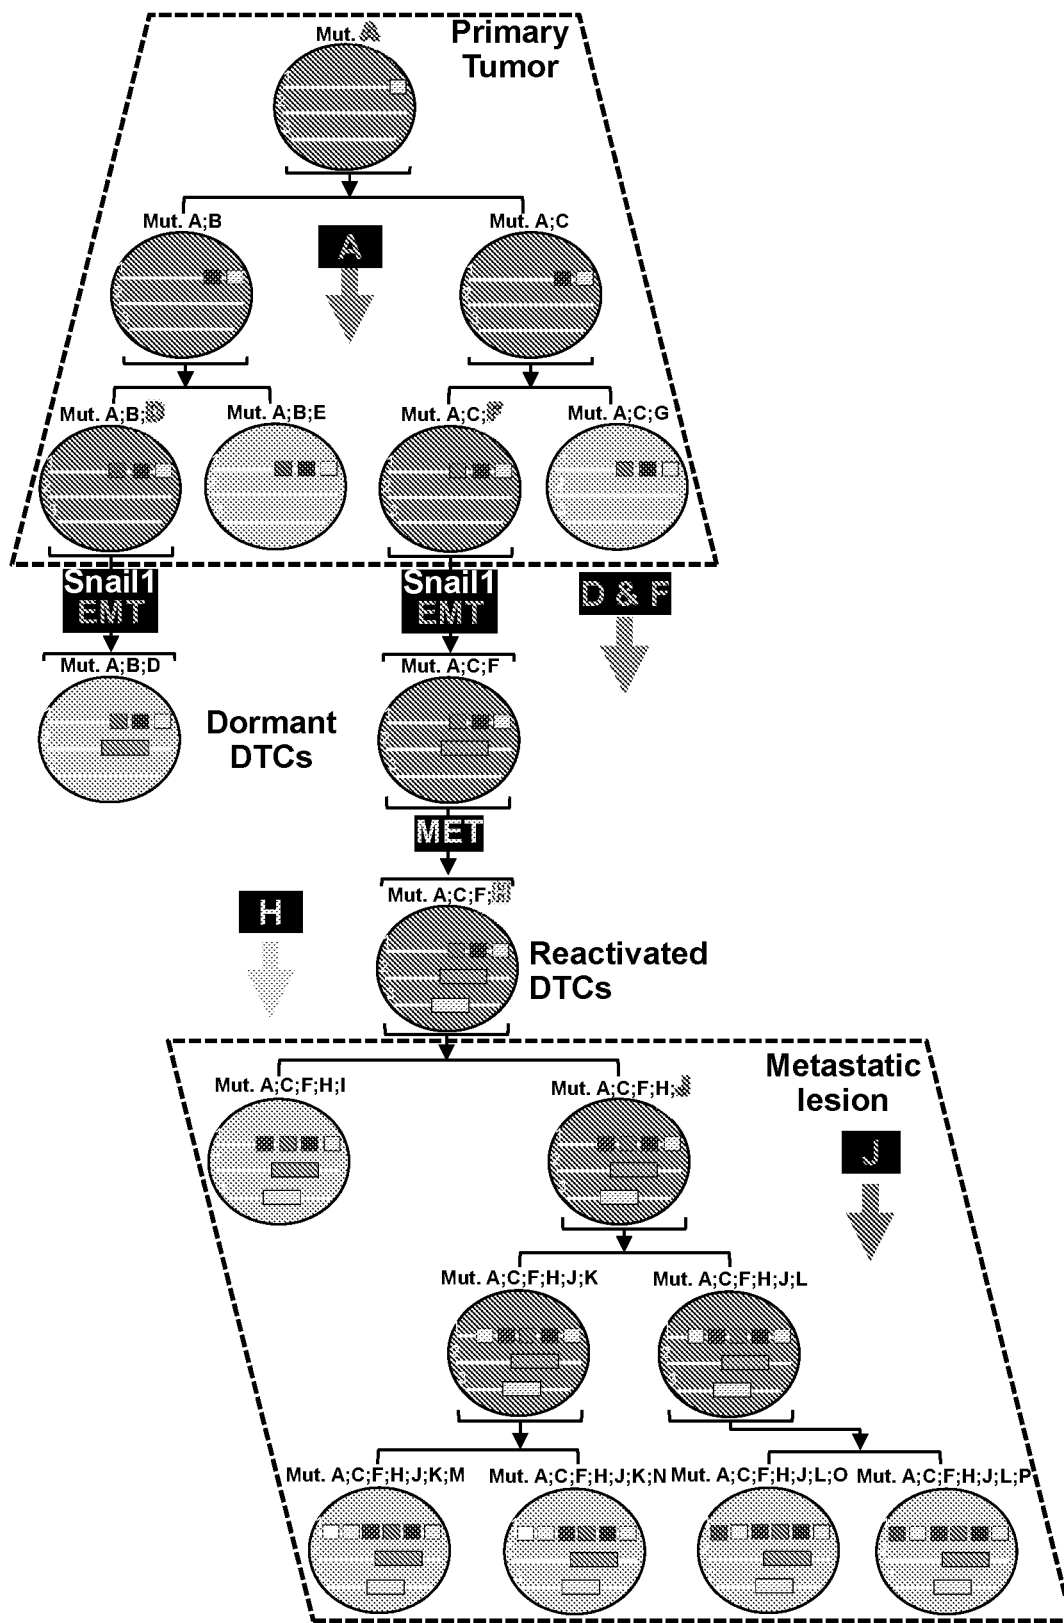 Mut. A
Primary
Tumor
Mut. A;B
Mut. A;C
A
Mut. A;B;D
Mut. A;B;E
Mut. A;C;F
Mut. A;C;G
Snail1
EMT
Snail1
EMT
D & F
Mut. A;B;D
Mut. A;C;F
Dormant
DTCs
MET
Mut. A;C;F;H
H
Reactivated
DTCs
Metastatic
lesion
Mut. A;C;F;H;I
Mut. A;C;F;H;J
J
Mut. A;C;F;H;J;K
Mut. A;C;F;H;J;L
Mut. A;C;F;H;J;K;M
Mut. A;C;F;H;J;K;N
Mut. A;C;F;H;J;L;O
Mut. A;C;F;H;J;L;P